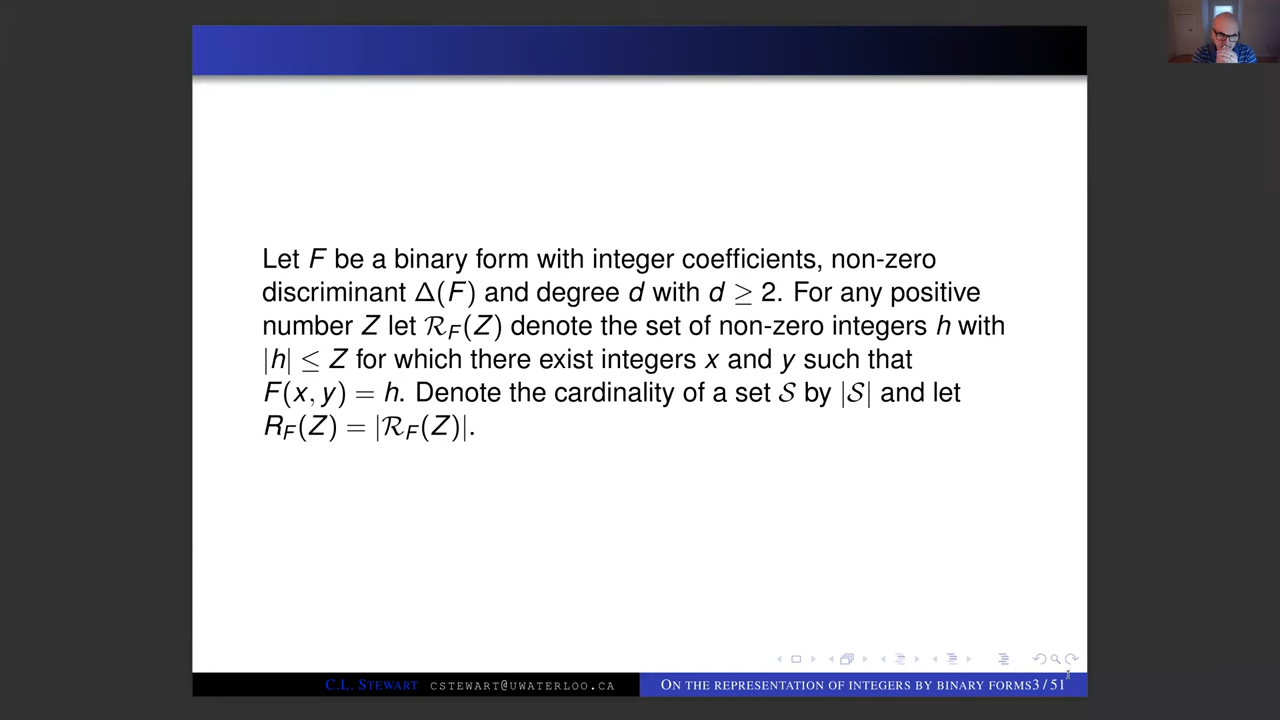 Let F be a binary form with integer coefficients, non-zero
discriminant Δ(F) and degree d with d ≥ 2. For any positive
number Z let ℛ_F(Z) denote the set of non-zero integers h with
|h| ≤ Z for which there exist integers x and y such that
F(x, y) = h. Denote the cardinality of a set 𝒮 by |𝒮| and let
R_F(Z) = |ℛ_F(Z)|.
C.L. STEWART CSTEWART@UWATERLOO.CA ON THE REPRESENTATION OF INTEGERS BY BINARY FORMS 3 / 51